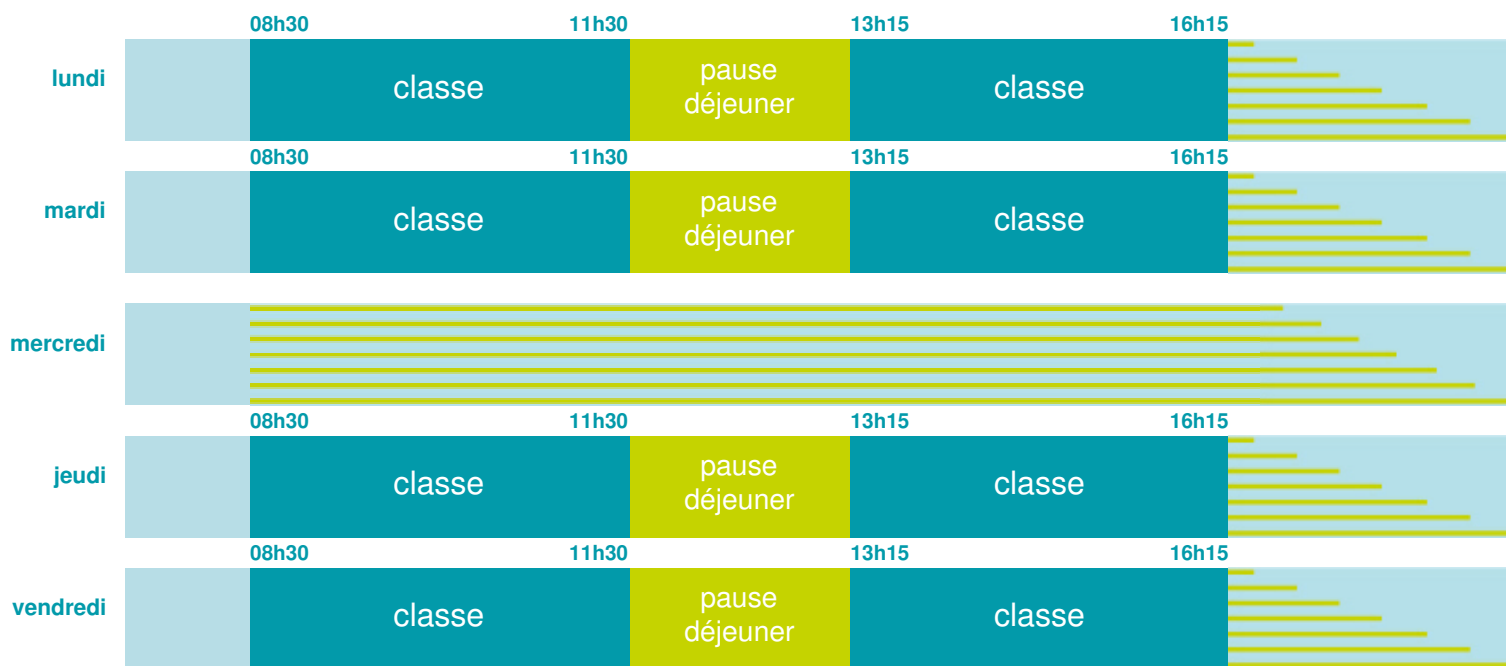 08h30 11h30 13h15 16h15
lundi classe pause déjeuner classe
08h30 11h30 13h15 16h15
mardi classe pause déjeuner classe
mercredi
08h30 11h30 13h15 16h15
jeudi classe pause déjeuner classe
08h30 11h30 13h15 16h15
vendredi classe pause déjeuner classe